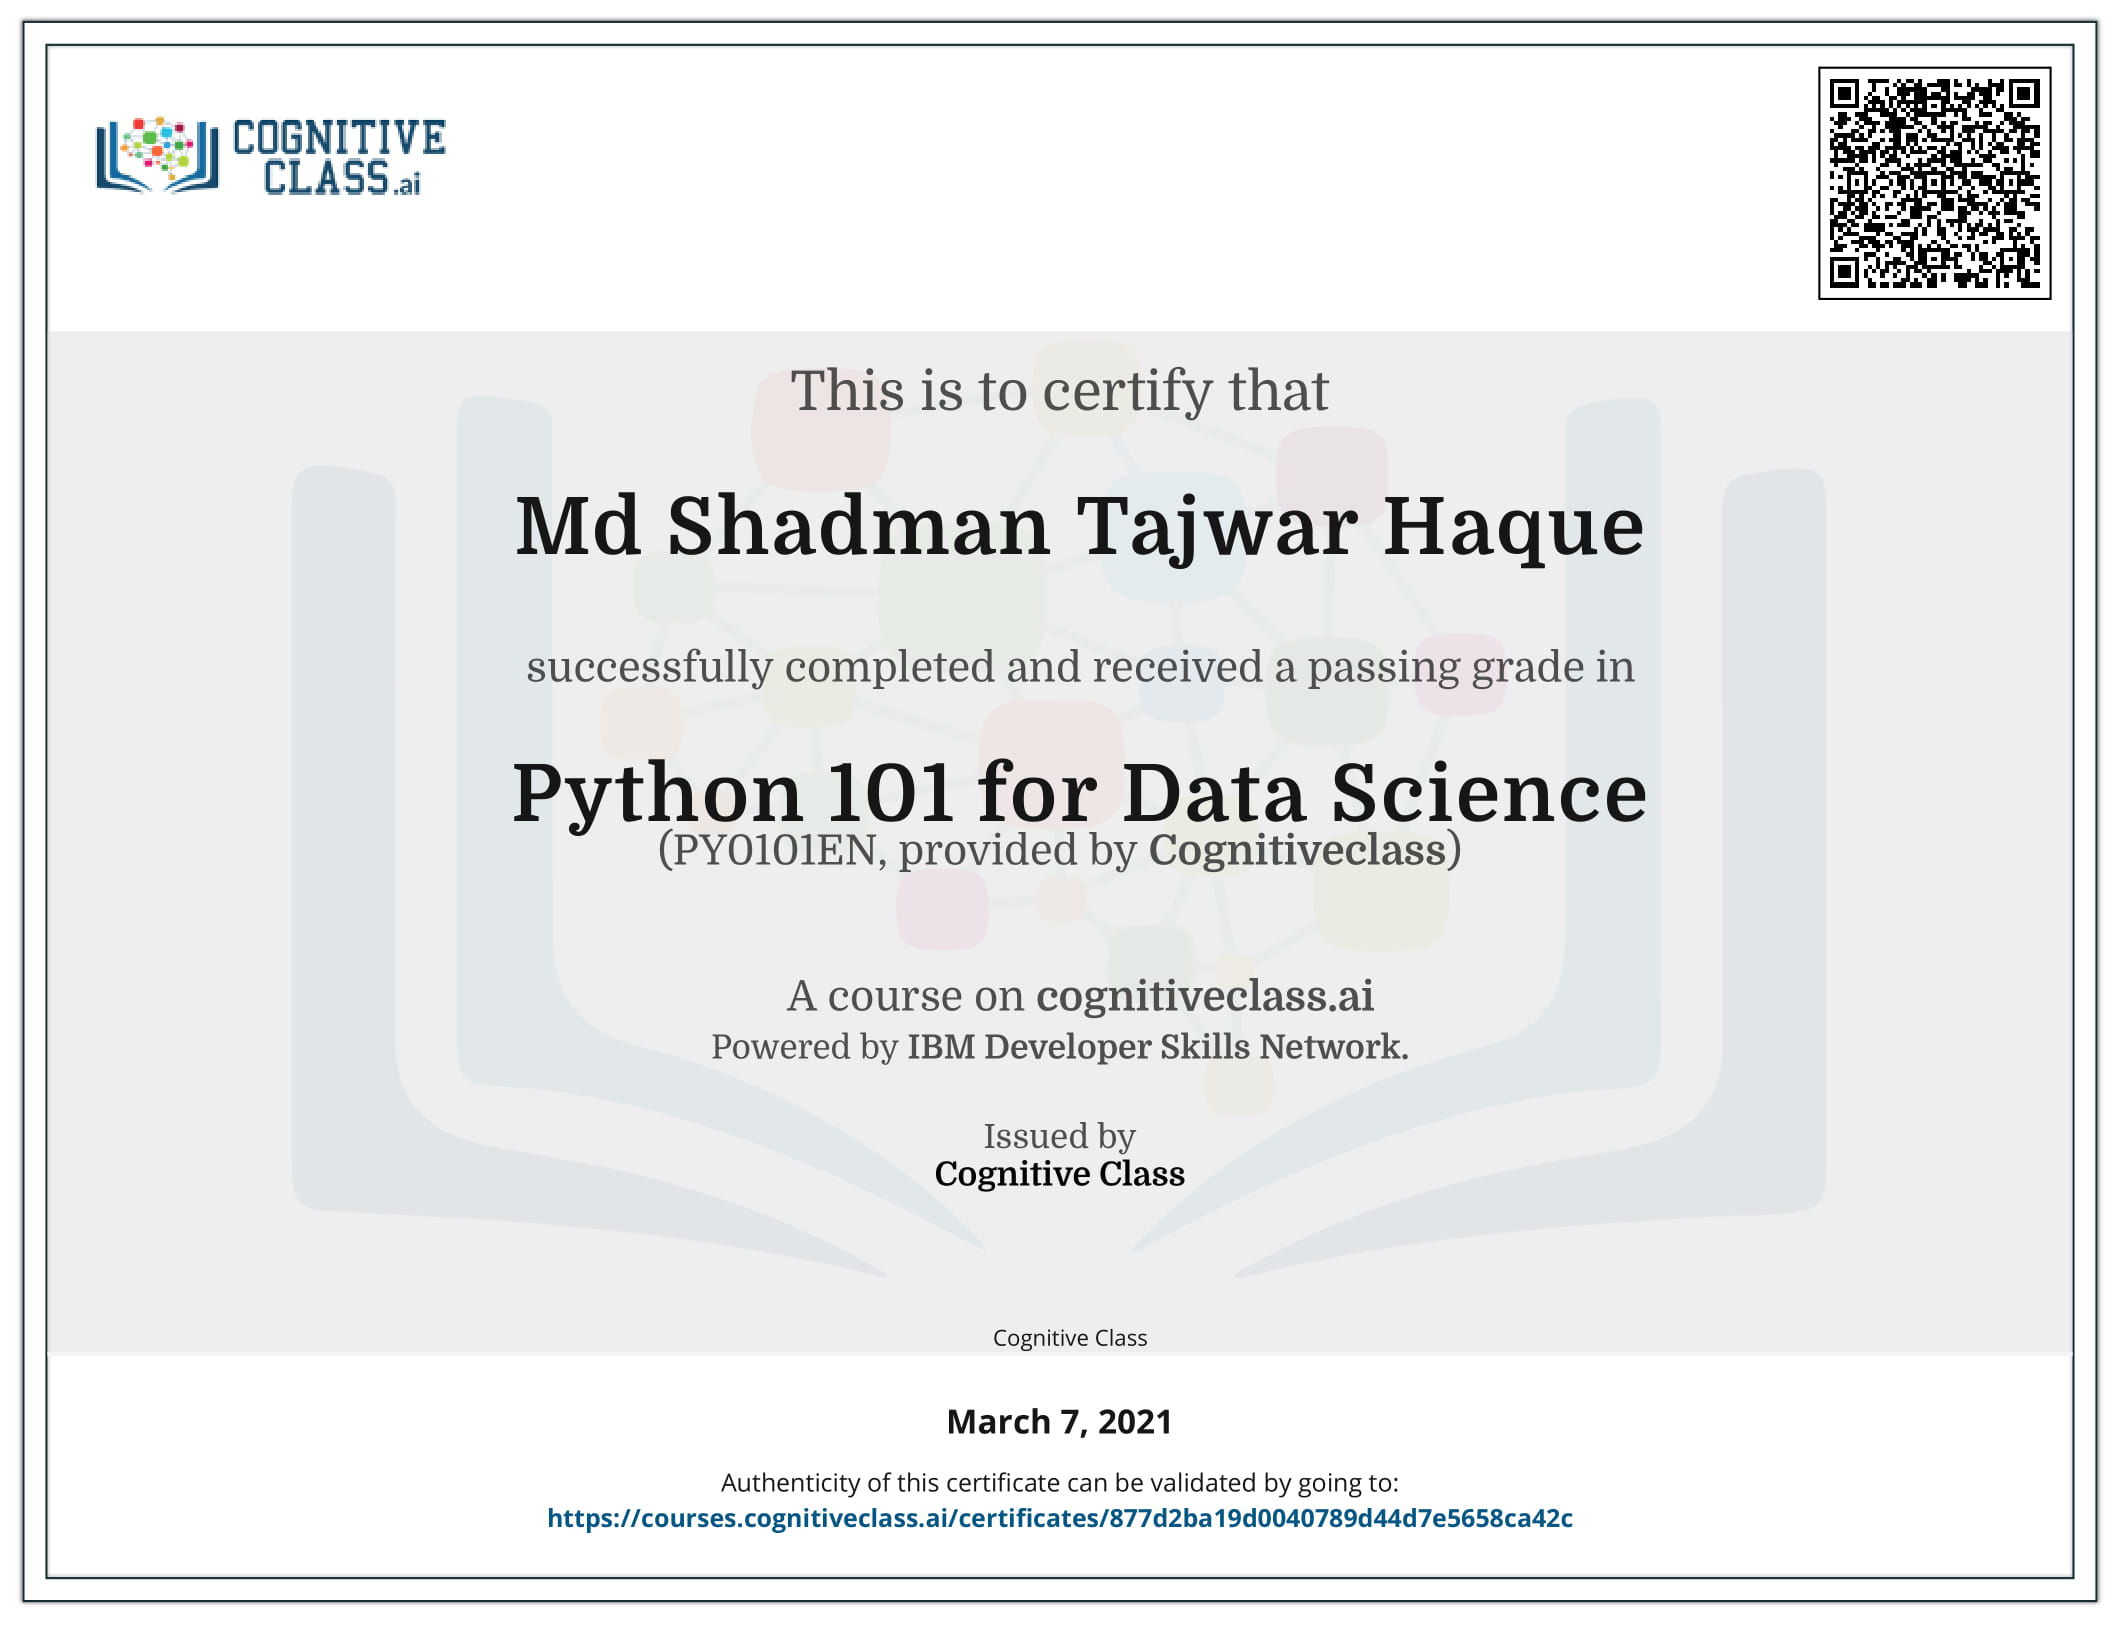 COGNITIVE
CLASS.ai
This is to certify that
Md Shadman Tajwar Haque
successfully completed and received a passing grade in
Python 101 for Data Science
(PY0101EN, provided by Cognitiveclass)
A course on cognitiveclass.ai
Powered by IBM Developer Skills Network.
Issued by
Cognitive Class
Cognitive Class
March 7, 2021
Authenticity of this certificate can be validated by going to:
https://courses.cognitiveclass.ai/certificates/877d2ba19d0040789d44d7e5658ca42c